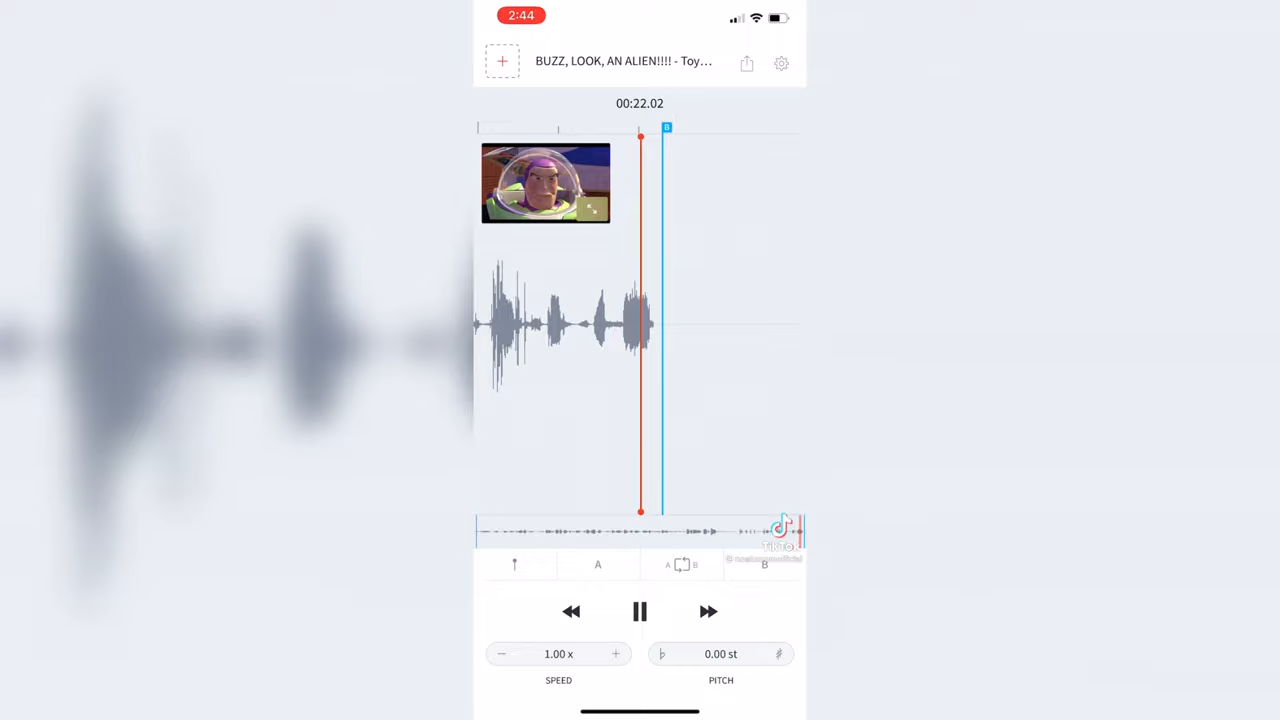 2:44
BUZZ, LOOK, AN ALIEN!!!! - Toy...
00:22.02
B
TikTok
A
A B
B
1.00 x
0.00 st
SPEED
PITCH